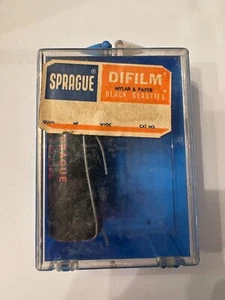 SPRAGUE ®
DIFILM ®
MYLAR & PAPER
BLACK BEAUTIES
QUAN. MF WVDC CAT. NO.
SPRAGUE